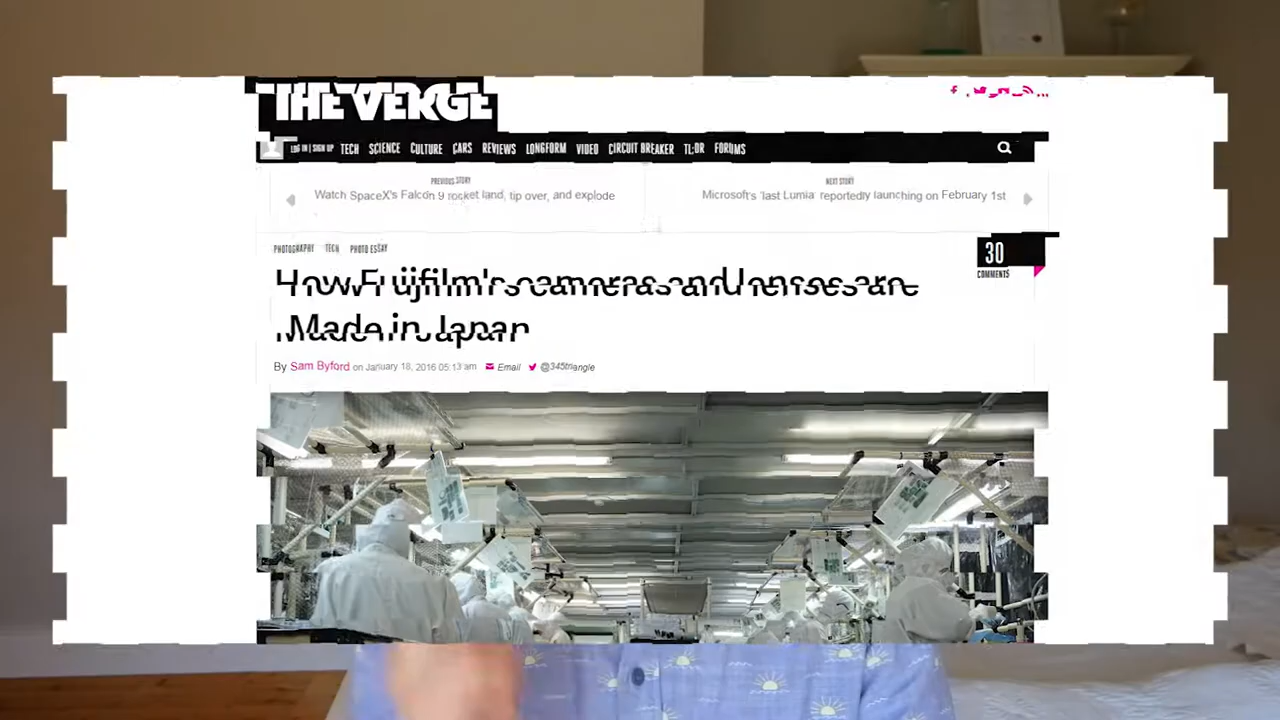 THE VERGE
LOG IN | SIGN UP TECH SCIENCE CULTURE CARS REVIEWS LONGFORM VIDEO CIRCUIT BREAKER TL;DR FORUMS
PREVIOUS STORY
Watch SpaceX's Falcon 9 rocket land, tip over, and explode
NEXT STORY
Microsoft's 'last Lumia' reportedly launching on February 1st
PHOTOGRAPHY TECH PHOTO ESSAY
30
COMMENTS
How Fujifilm's cameras and lenses are
Made in Japan
By Sam Byford on January 18, 2016 05:13 am Email @345triangle